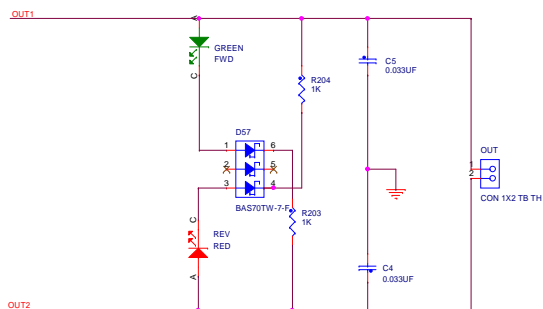 OUT1
A
GREEN
FWD
C
C5
0.033UF
R204
1K
D57
1
6
2
5
3
4
BAS70TW-7-F
OUT
1
2
CON 1X2 TB TH
R203
1K
C
REV
RED
A
C4
0.033UF
OUT2